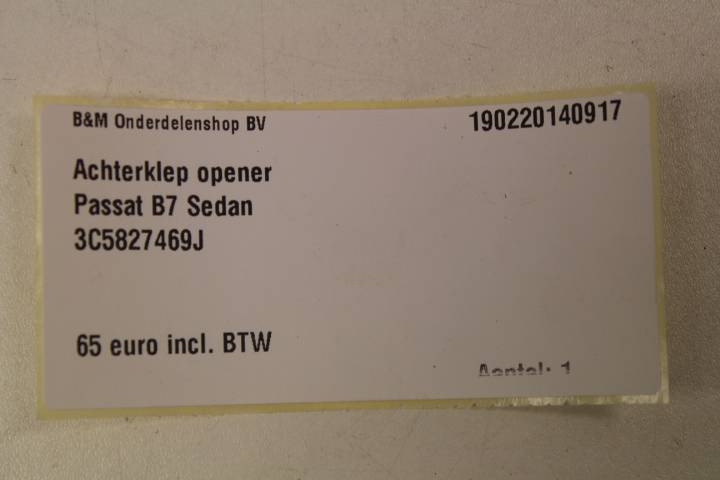 B&M Onderdelenshop BV 190220140917
Achterklep opener
Passat B7 Sedan
3C5827469J
65 euro incl. BTW
Aantal: 1